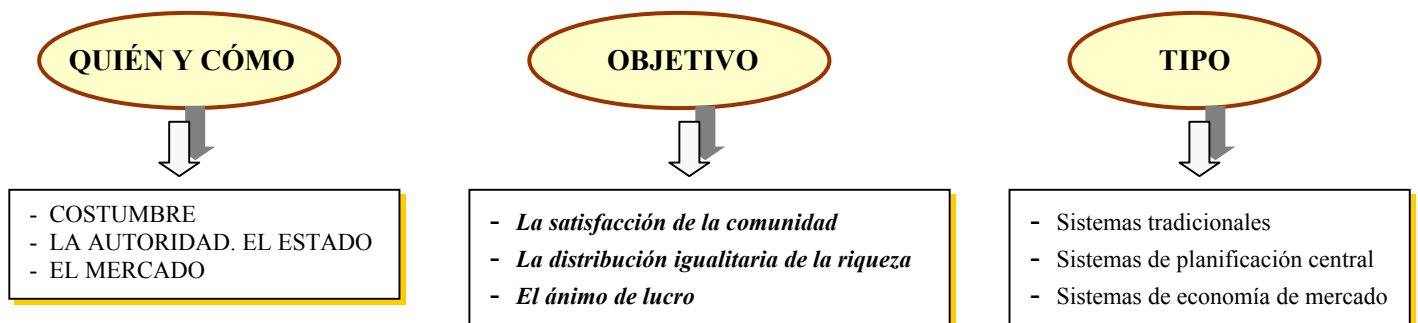 QUIÉN Y CÓMO
- COSTUMBRE
- LA AUTORIDAD. EL ESTADO
- EL MERCADO
OBJETIVO
- La satisfacción de la comunidad
- La distribución igualitaria de la riqueza
- El ánimo de lucro
TIPO
- Sistemas tradicionales
- Sistemas de planificación central
- Sistemas de economía de mercado